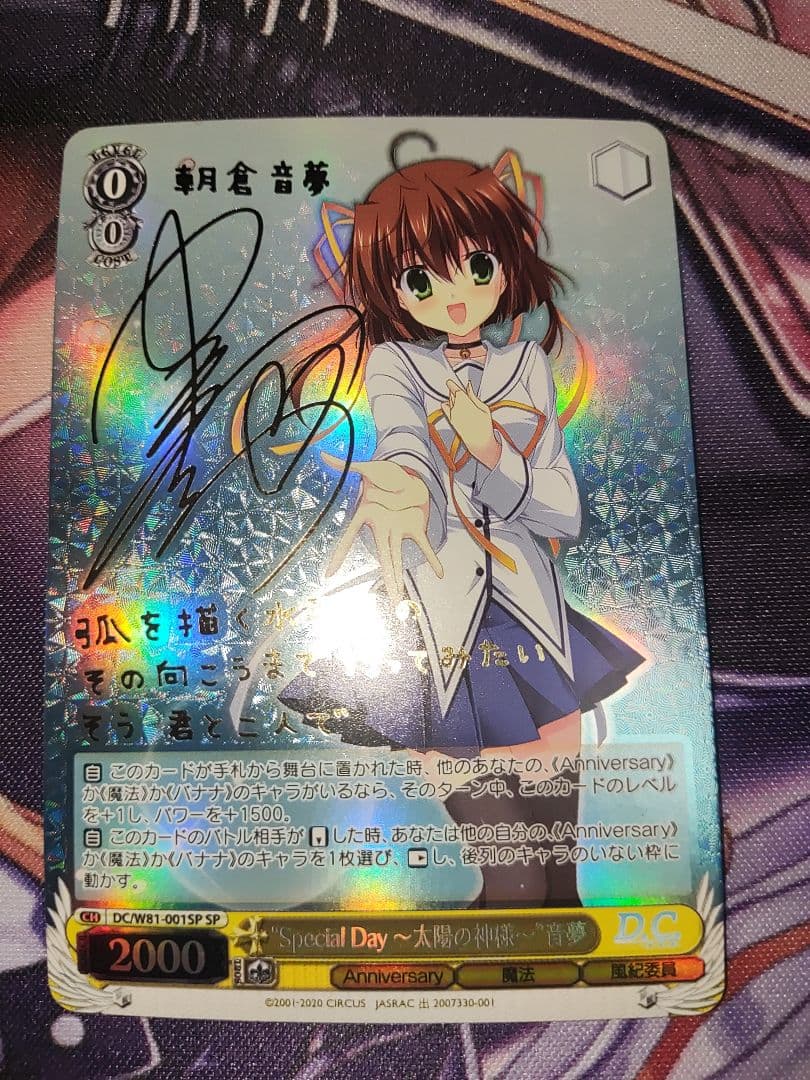 LEVEL
0
0
COST
朝倉音夢
弧を描く水
その向こうまで てみたい
そう 君と二人で
このカードが手札から舞台に置かれた時、他のあなたの、《Anniversary》
か《魔法》か《バナナ》のキャラがいるなら、そのターン中、このカードのレベル
を+1し、パワーを+1500。
このカードのバトル相手が した時、あなたは他の自分の、《Anniversary》
か《魔法》か《バナナ》のキャラを1枚選び、 し、後列のキャラのいない枠に
動かす。
CH DC/W81-001SP SP
2000
“Special Day ～太陽の神様～”音夢
D.C.
Anniversary 魔法 風紀委員
©2001-2020 CIRCUS JASRAC 出 2007330-001